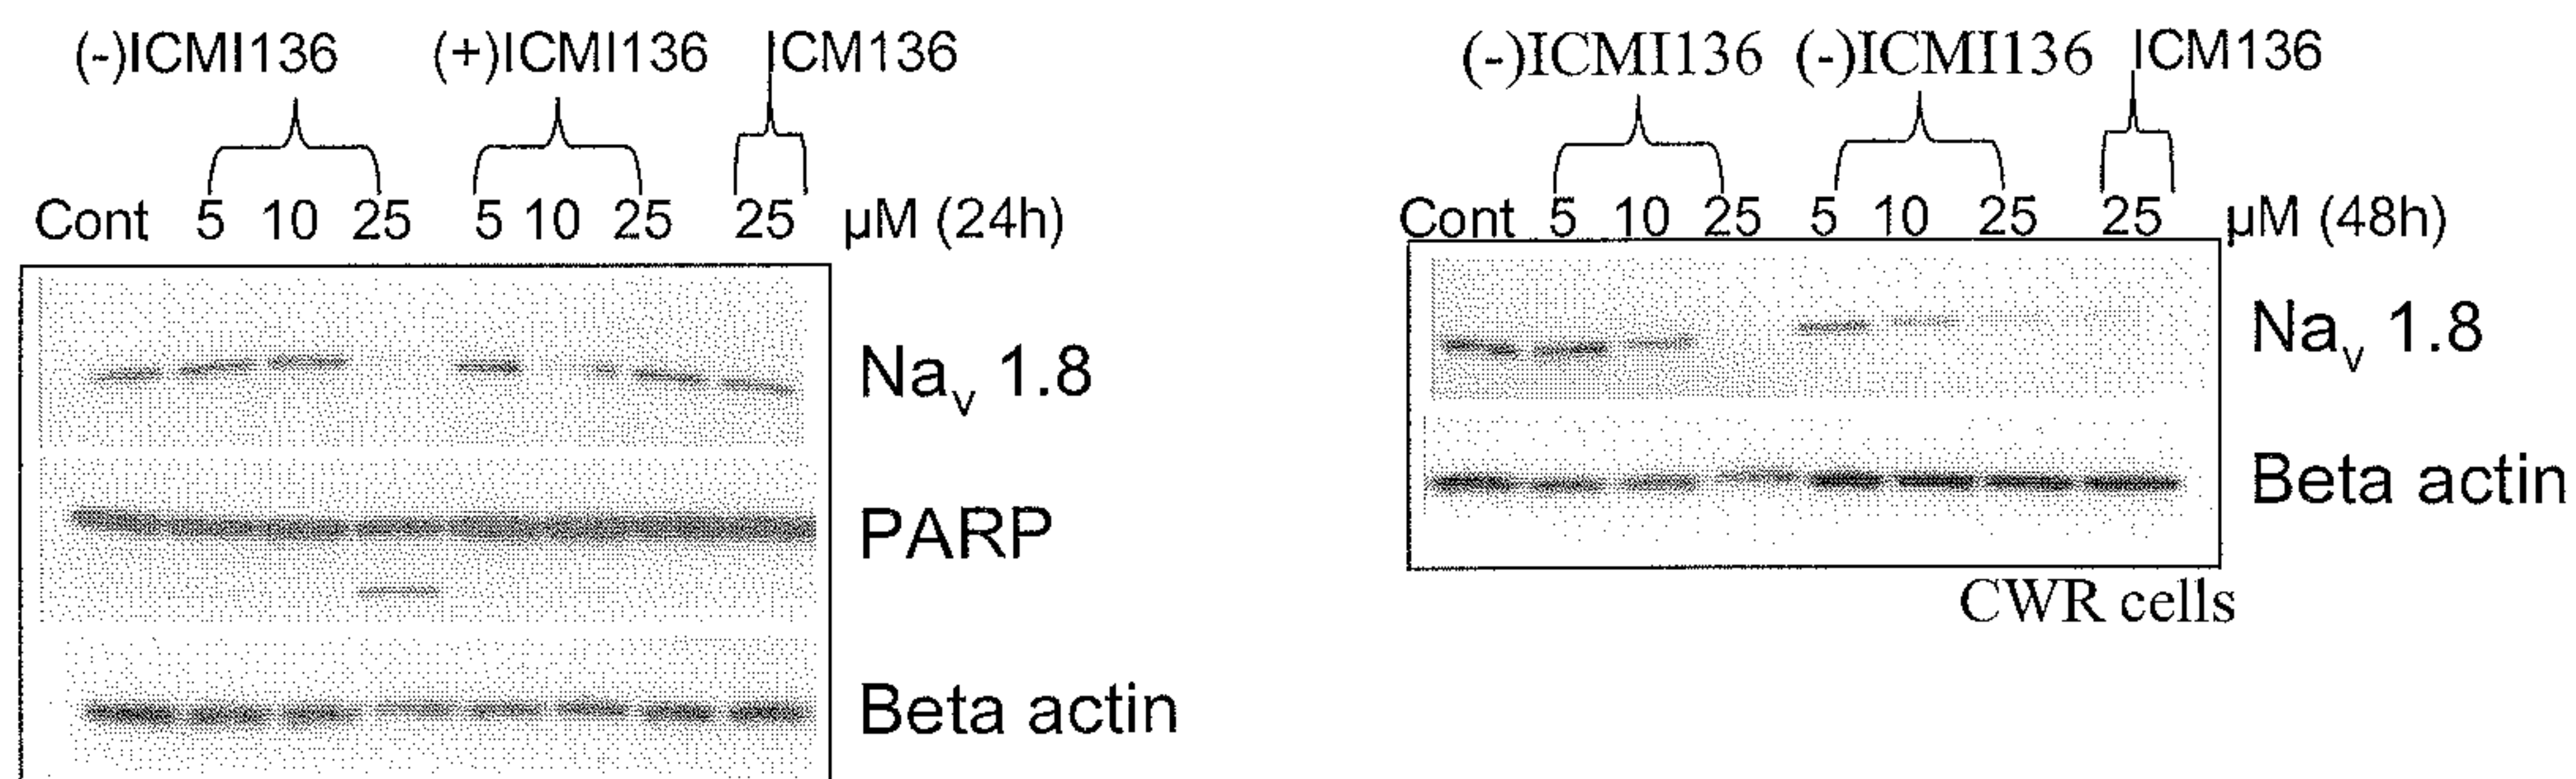 (-)ICMI136 (+)ICMI136 ICM136
Cont 5 10 25 5 10 25 25 µM (24h)
Nav 1.8
PARP
Beta actin
(-)ICMI136 (-)ICMI136 ICM136
Cont 5 10 25 5 10 25 25 µM (48h)
Nav 1.8
Beta actin
CWR cells